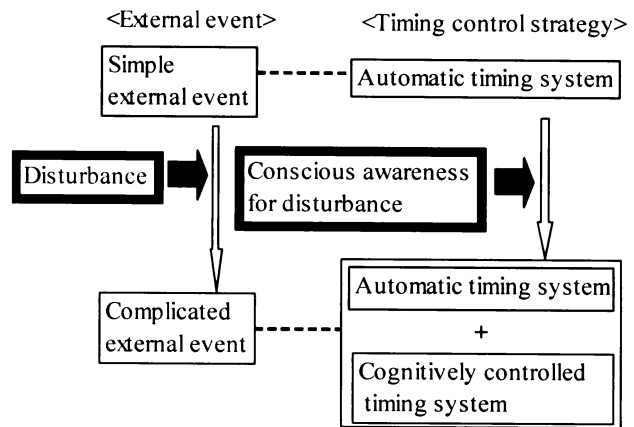 <External event>
<Timing control strategy>
Simple
external event
Automatic timing system
Disturbance
Conscious awareness
for disturbance
Complicated
external event
Automatic timing system
+
Cognitively controlled
timing system